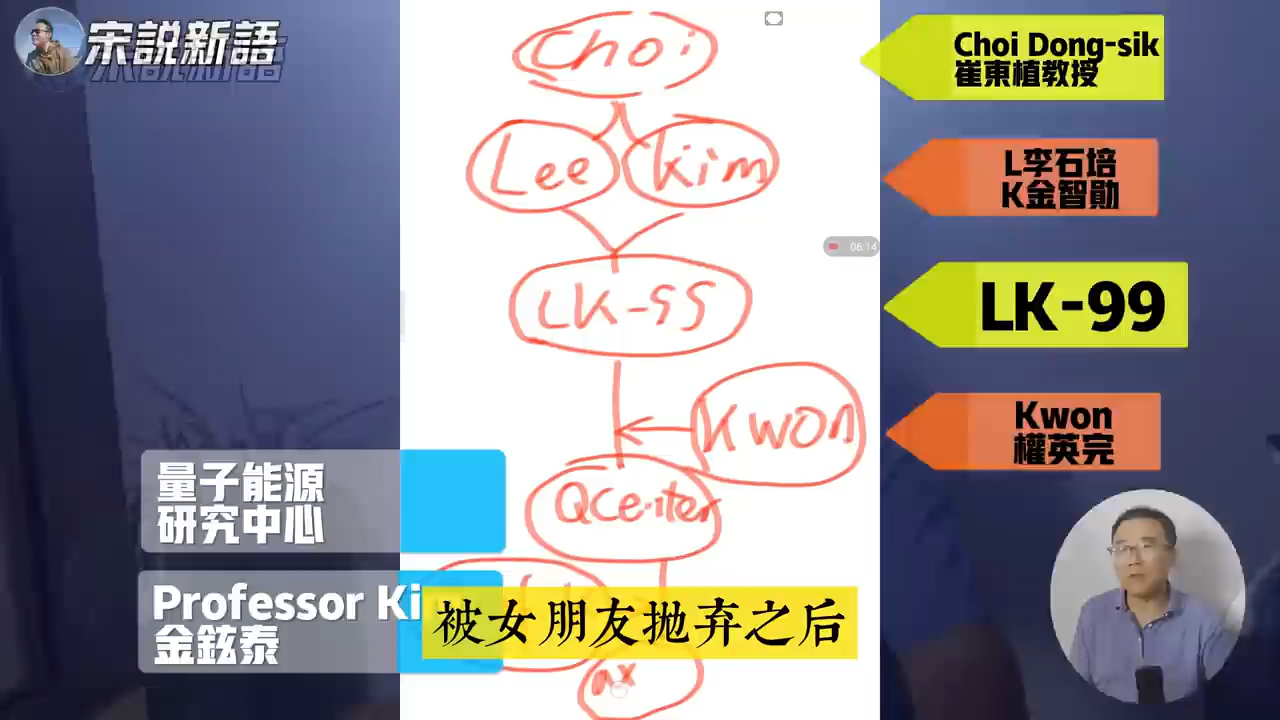 宋說新語
Choi
Choi Dong-sik
崔東植教授
Lee
Kim
L李石培
K金智勛
06:14
LK-99
LK-99
Kwon
Kwon
權英完
QCenter
量子能源
研究中心
Professor Ki
金鉉泰
被女朋友抛弃之后